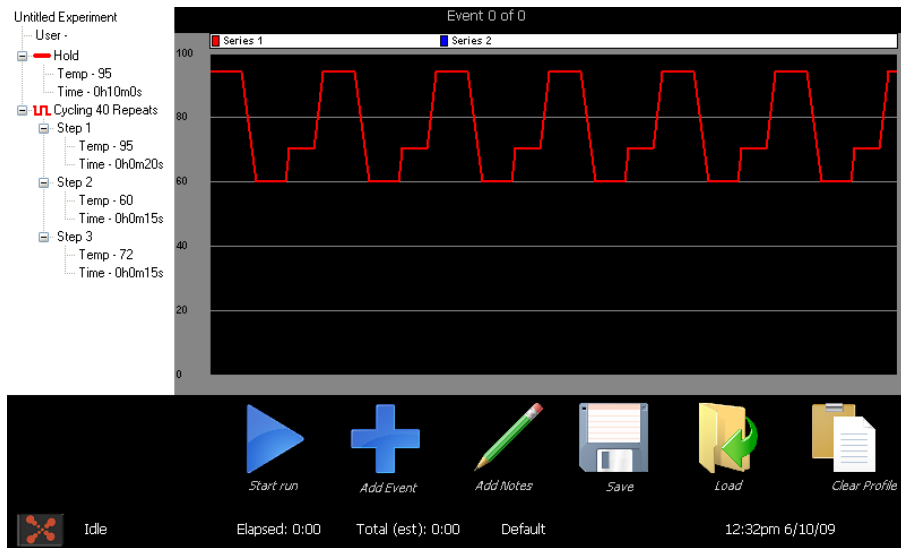 Untitled Experiment
User -
Hold
Temp - 95
Time - 0h10m0s
Cycling 40 Repeats
Step 1
Temp - 95
Time - 0h0m20s
Step 2
Temp - 60
Time - 0h0m15s
Step 3
Temp - 72
Time - 0h0m15s
Event 0 of 0
Series 1 Series 2
100
80
60
40
20
0
Start run Add Event Add Notes Save Load Clear Profile
Idle Elapsed: 0:00 Total (est): 0:00 Default 12:32pm 6/10/09